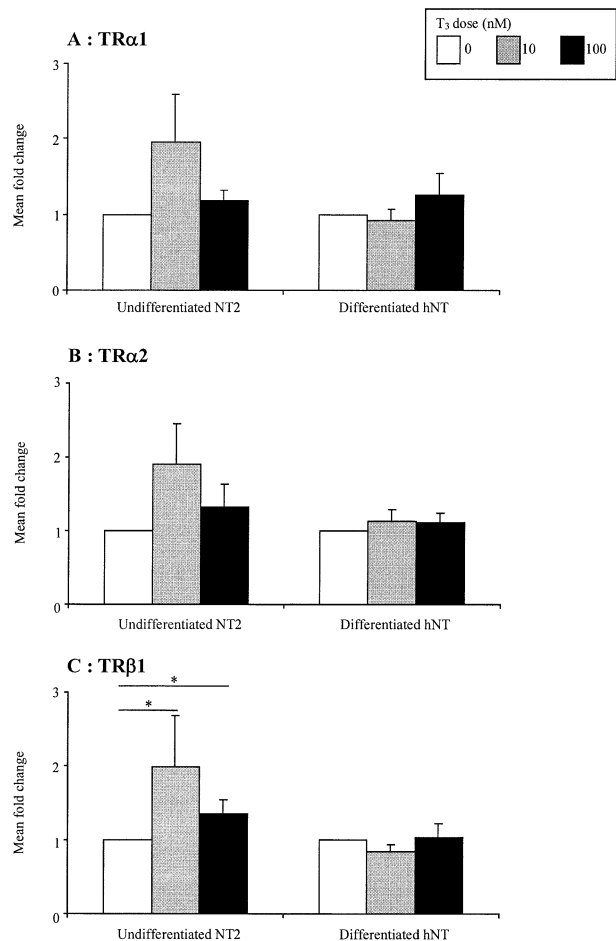 T3 dose (nM)
0 10 100
A : TRα1
3
2
1
0
Mean fold change
Undifferentiated NT2 Differentiated hNT
B : TRα2
3
2
1
0
Mean fold change
Undifferentiated NT2 Differentiated hNT
C : TRβ1
*
*
3
2
1
0
Mean fold change
Undifferentiated NT2 Differentiated hNT